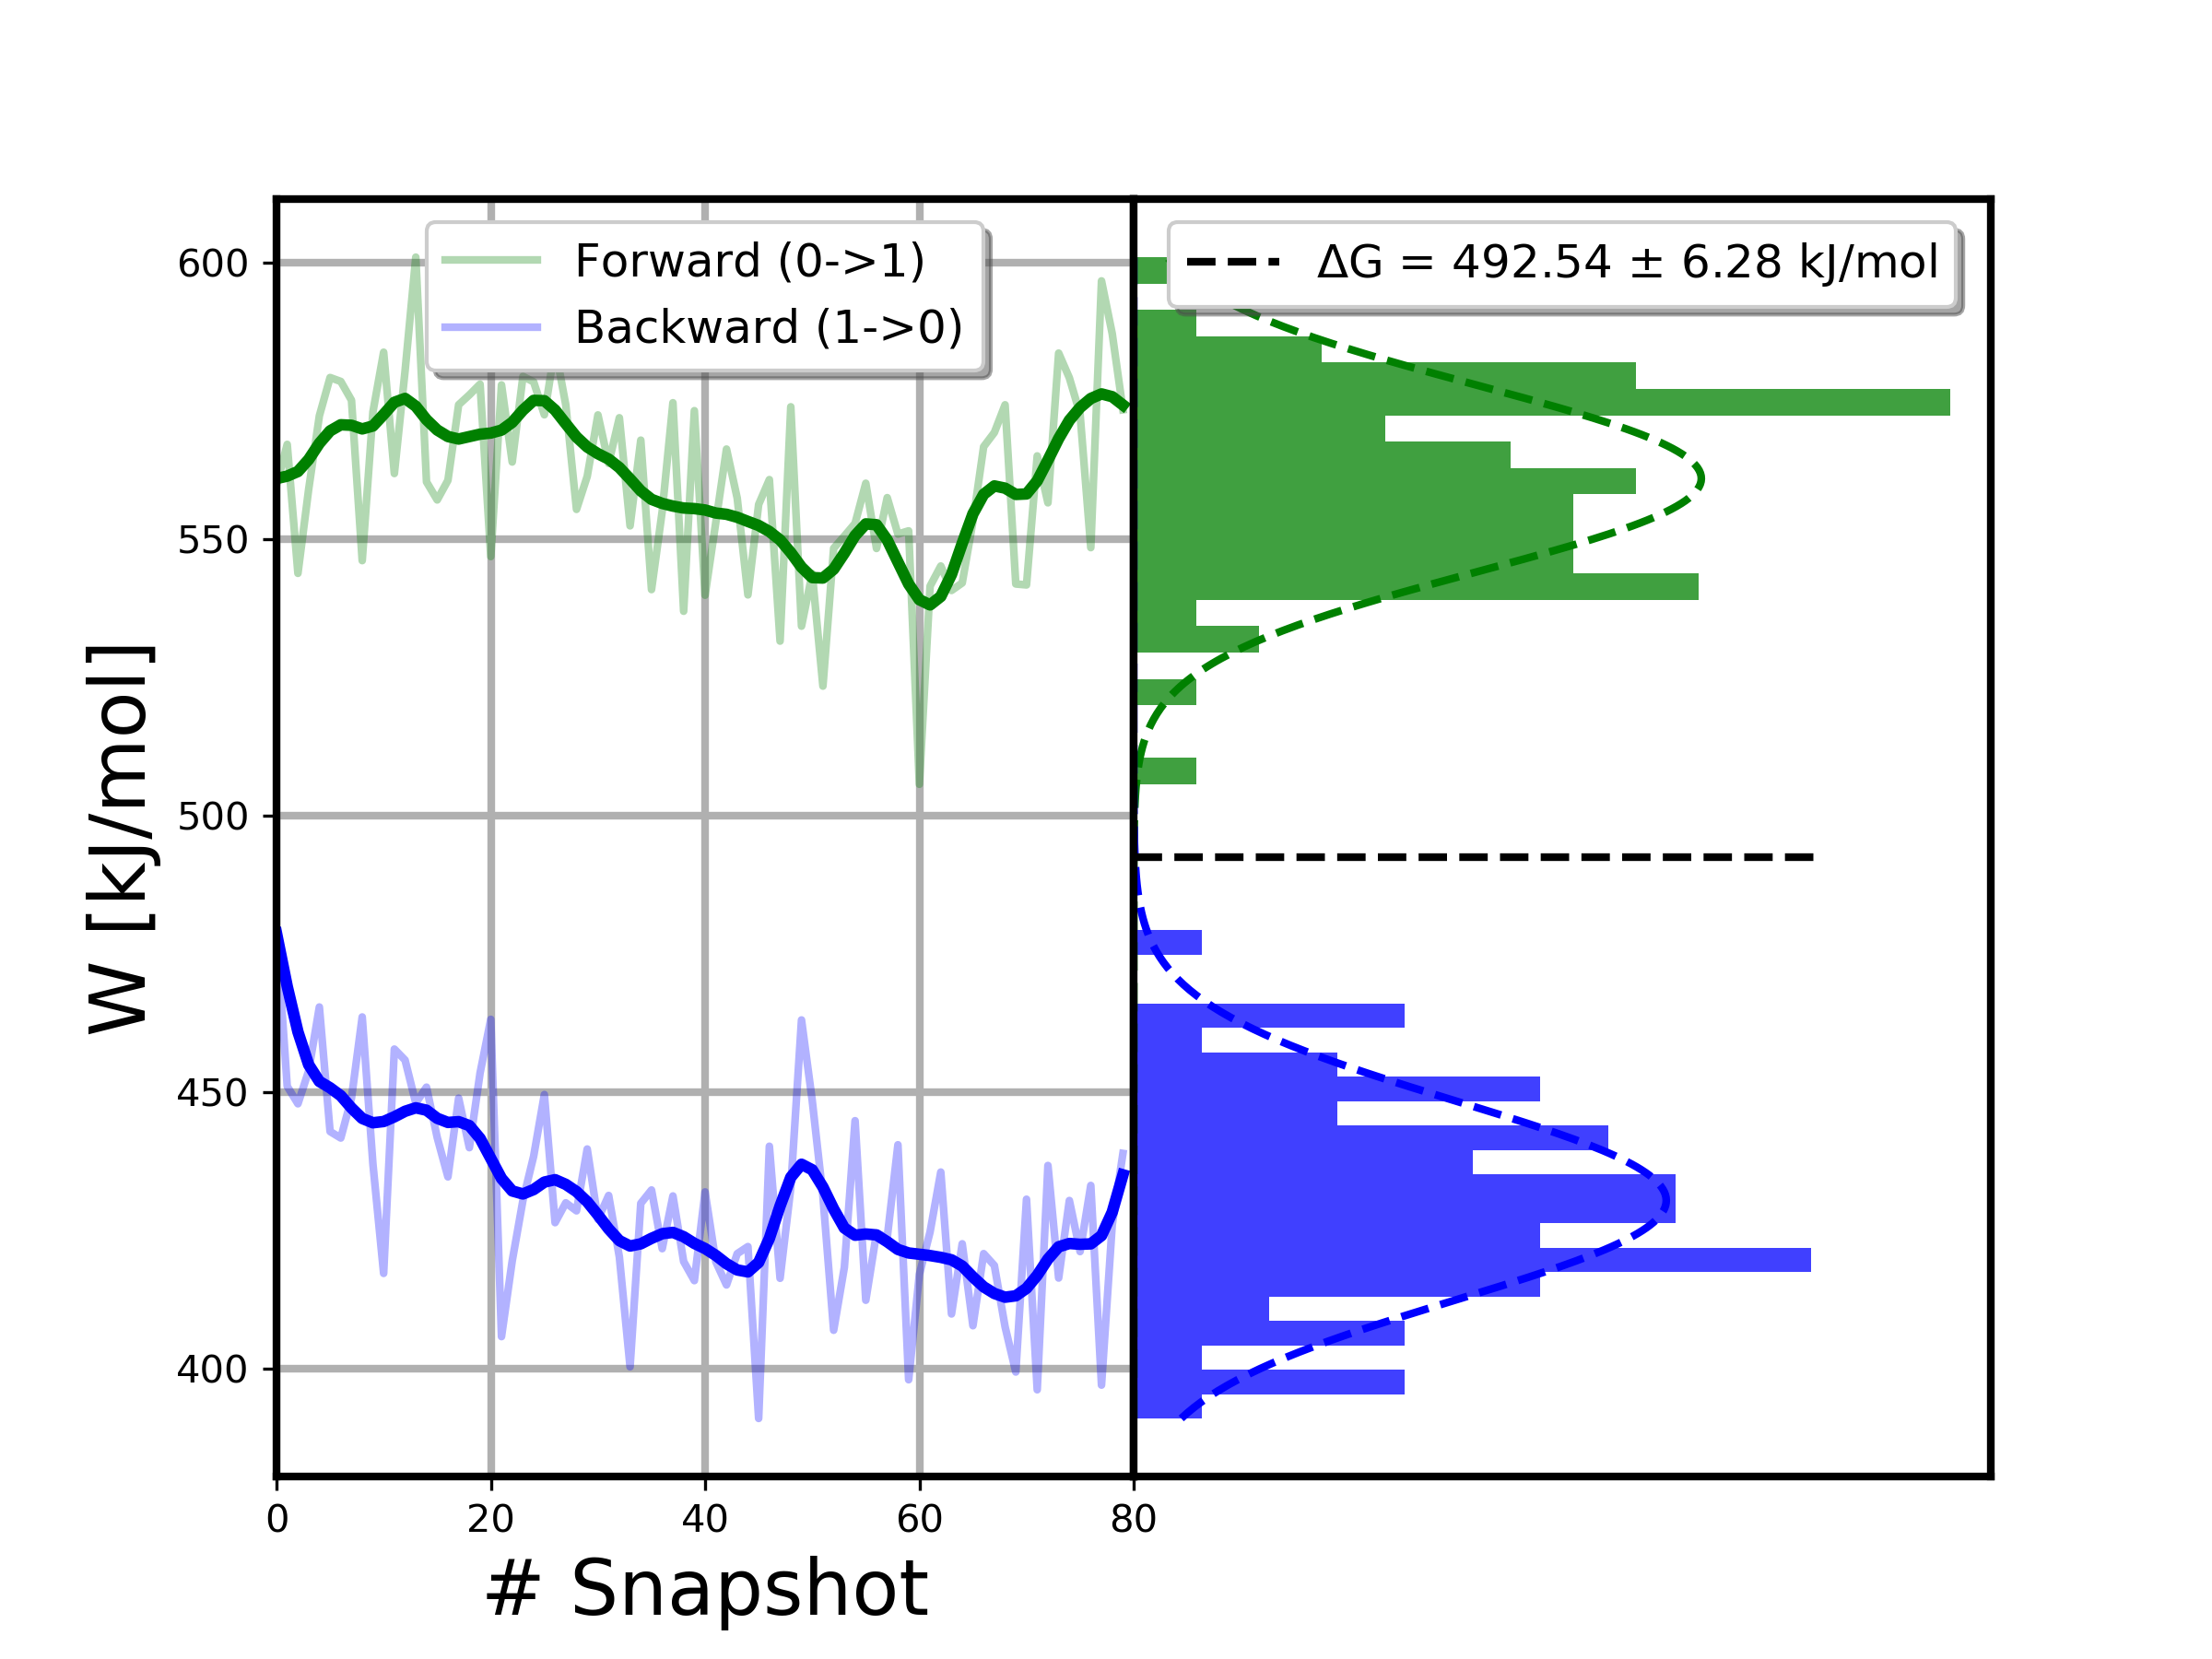 Forward (0->1)
Backward (1->0)
ΔG = 492.54 ± 6.28 kJ/mol
600
550
500
450
400
W [kJ/mol]
0 20 40 60 80
# Snapshot